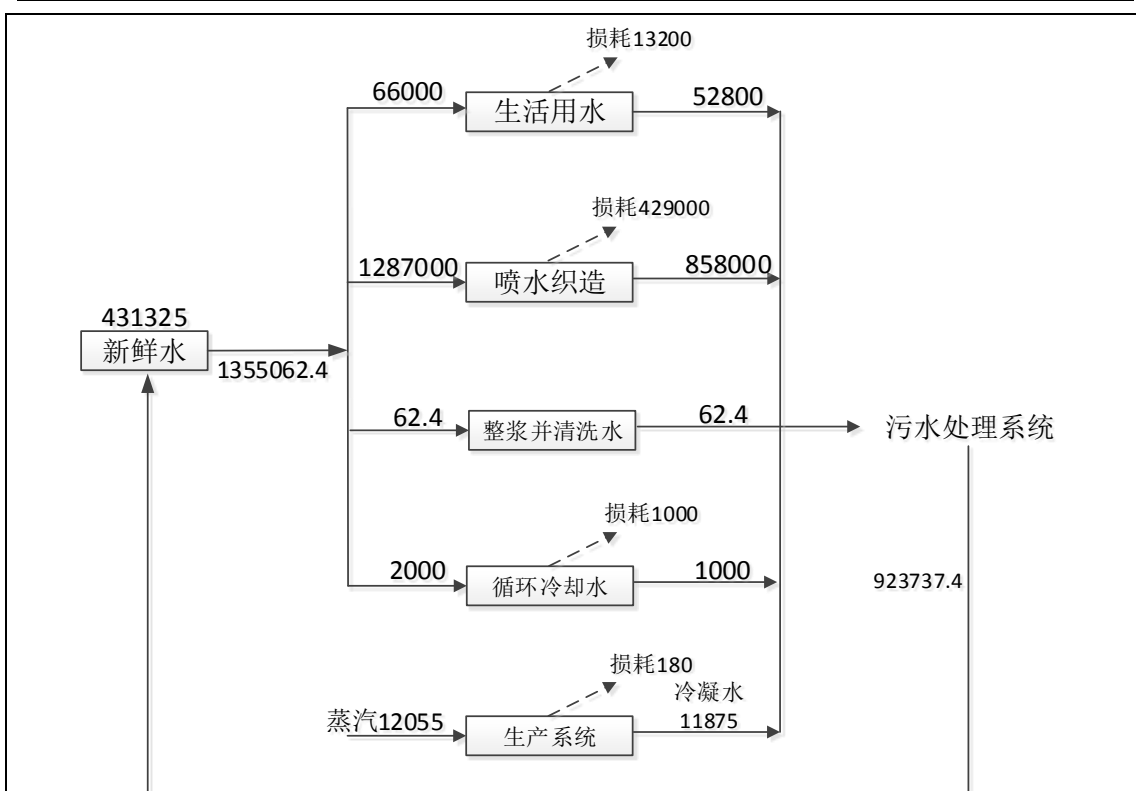 损耗13200
66000
生活用水
52800
损耗429000
1287000
喷水织造
858000
431325
新鲜水
1355062.4
62.4
整浆并清洗水
62.4
污水处理系统
损耗1000
2000
循环冷却水
1000
923737.4
损耗180
蒸汽12055
生产系统
冷凝水
11875